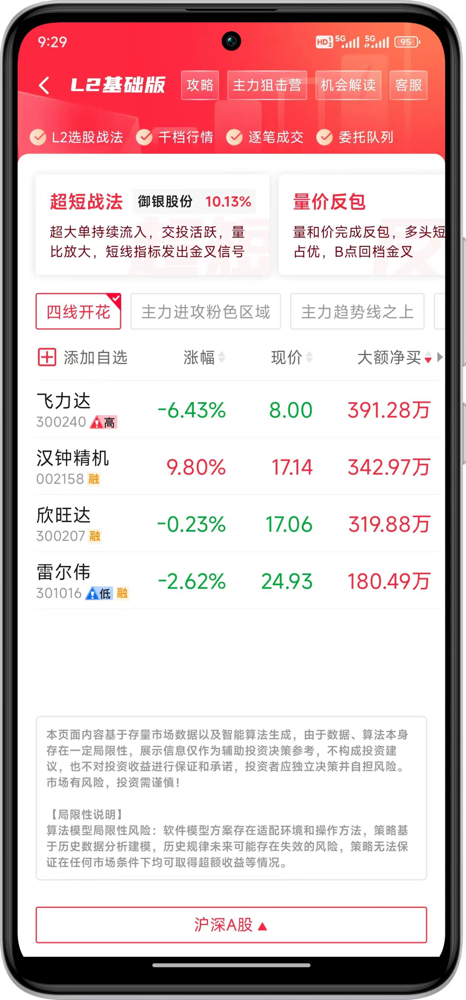 9:29
HD 1 2 5G 5G 95
L2基础版 攻略 主力狙击营 机会解读 客服
L2选股战法 千档行情 逐笔成交 委托队列
超短战法 御银股份 10.13%
超大单持续流入，交投活跃，量
比放大，短线指标发出金叉信号
量价反包
量和价完成反包，多头短
占优，B点回档金叉
超短
反
四线开花 主力进攻粉色区域 主力趋势线之上
添加自选 涨幅 现价 大额净买
飞力达 -6.43% 8.00 391.28万
300240 高
汉钟精机 9.80% 17.14 342.97万
002158 融
欣旺达 -0.23% 17.06 319.88万
300207 融
雷尔伟 -2.62% 24.93 180.49万
301016 低 融
本页面内容基于存量市场数据以及智能算法生成，由于数据、算法本身
存在一定局限性，展示信息仅作为辅助投资决策参考，不构成投资建
议，也不对投资收益进行保证和承诺，投资者应独立决策并自担风险。
市场有风险，投资需谨慎！
【局限性说明】
算法模型局限性风险：软件模型方案存在适配环境和操作方法，策略基
于历史数据分析建模，历史规律未来可能存在失效的风险，策略无法保
证在任何市场条件下均可取得超额收益等情况。
沪深A股